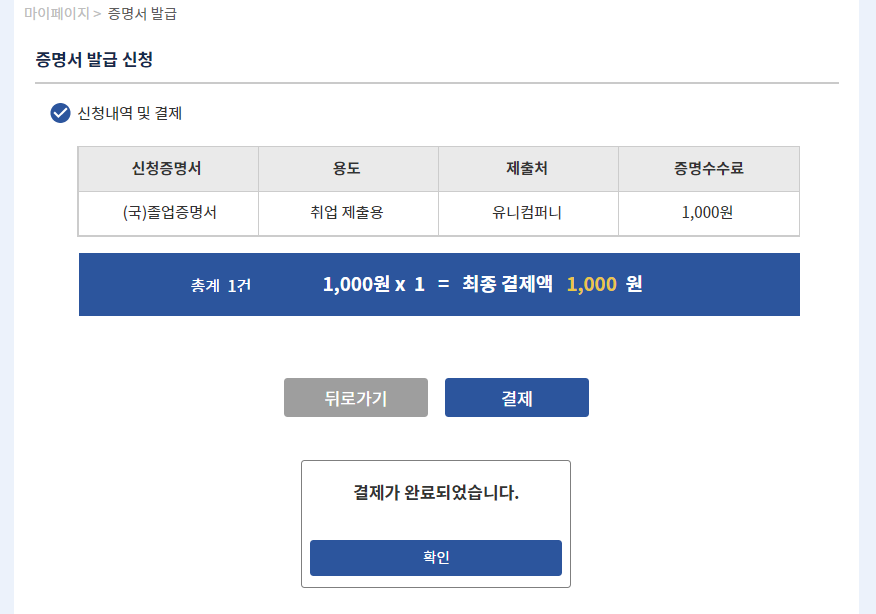 마이페이지 > 증명서 발급
증명서 발급 신청
신청내역 및 결제
신청증명서 용도 제출처 증명수수료
(국)졸업증명서 취업 제출용 유니컴퍼니 1,000원
총계 1건 1,000원 x 1 = 최종 결제액 1,000 원
뒤로가기 결제
결제가 완료되었습니다.
확인